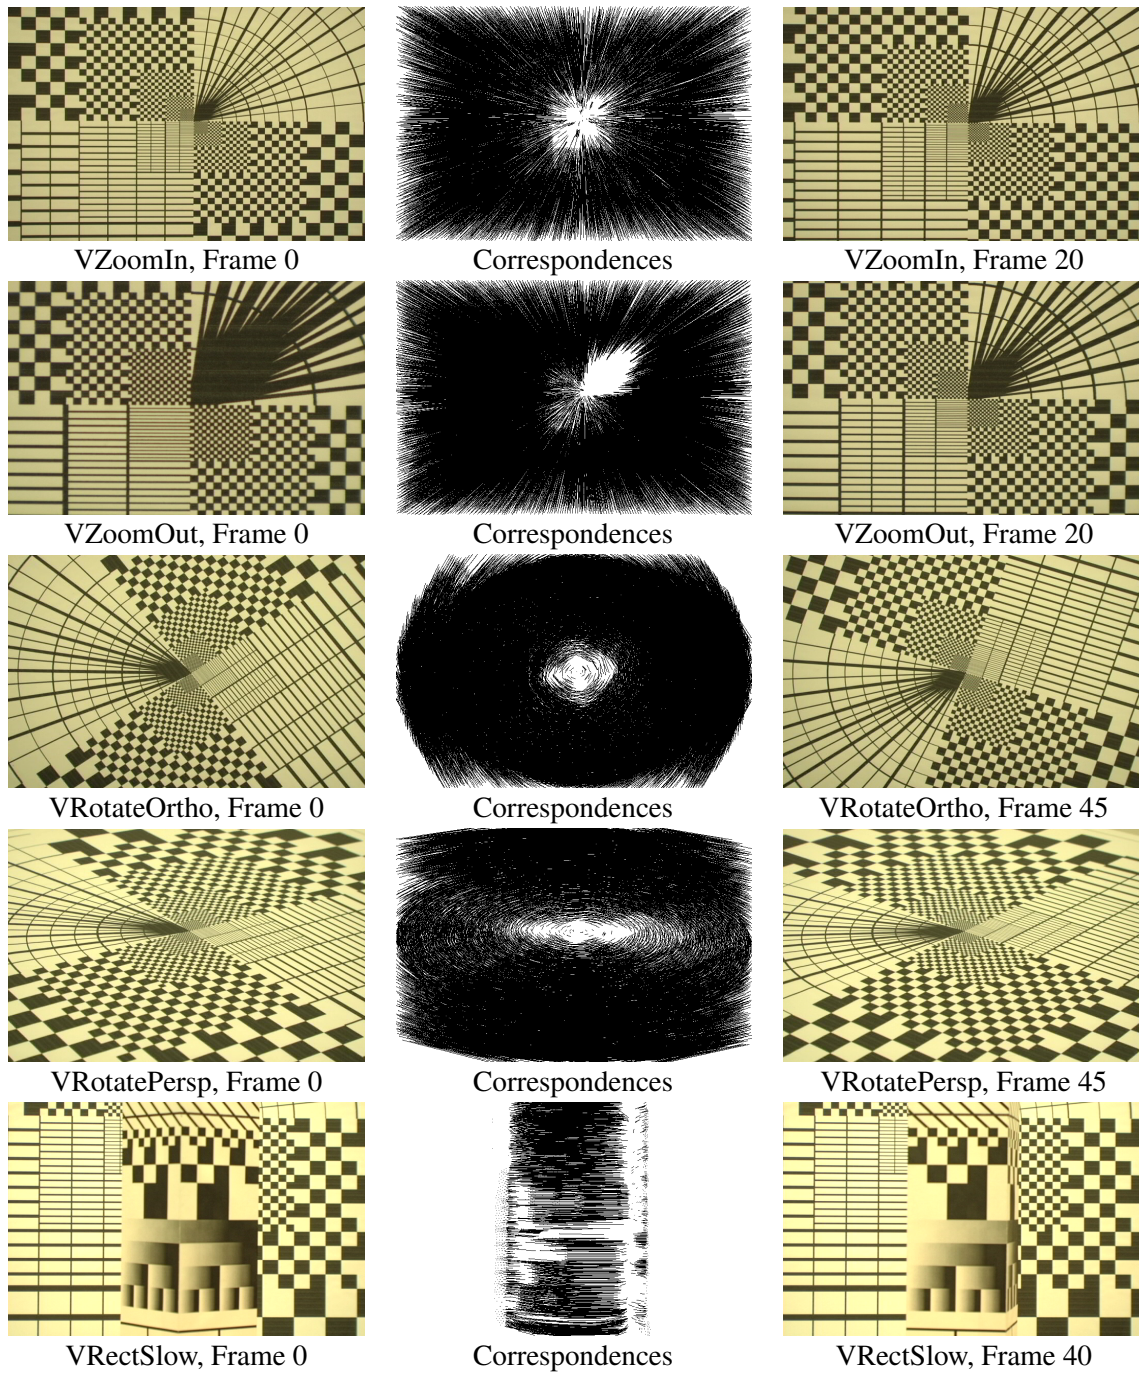 VZoomIn, Frame 0 Correspondences VZoomIn, Frame 20
VZoomOut, Frame 0 Correspondences VZoomOut, Frame 20
VRotateOrtho, Frame 0 Correspondences VRotateOrtho, Frame 45
VRotatePersp, Frame 0 Correspondences VRotatePersp, Frame 45
VRectSlow, Frame 0 Correspondences VRectSlow, Frame 40